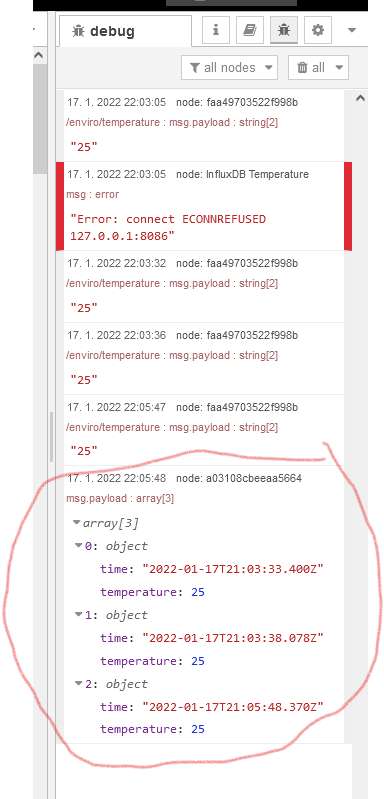 debug
all nodes
all
17. 1. 2022 22:03:05 node: faa49703522f998b
/enviro/temperature : msg.payload : string[2]
"25"
17. 1. 2022 22:03:05 node: InfluxDB Temperature
msg : error
"Error: connect ECONNREFUSED
127.0.0.1:8086"
17. 1. 2022 22:03:32 node: faa49703522f998b
/enviro/temperature : msg.payload : string[2]
"25"
17. 1. 2022 22:03:36 node: faa49703522f998b
/enviro/temperature : msg.payload : string[2]
"25"
17. 1. 2022 22:05:47 node: faa49703522f998b
/enviro/temperature : msg.payload : string[2]
"25"
17. 1. 2022 22:05:48 node: a03108cbeeaa5664
msg.payload : array[3]
array[3]
0: object
time: "2022-01-17T21:03:33.400Z"
temperature: 25
1: object
time: "2022-01-17T21:03:38.078Z"
temperature: 25
2: object
time: "2022-01-17T21:05:48.370Z"
temperature: 25